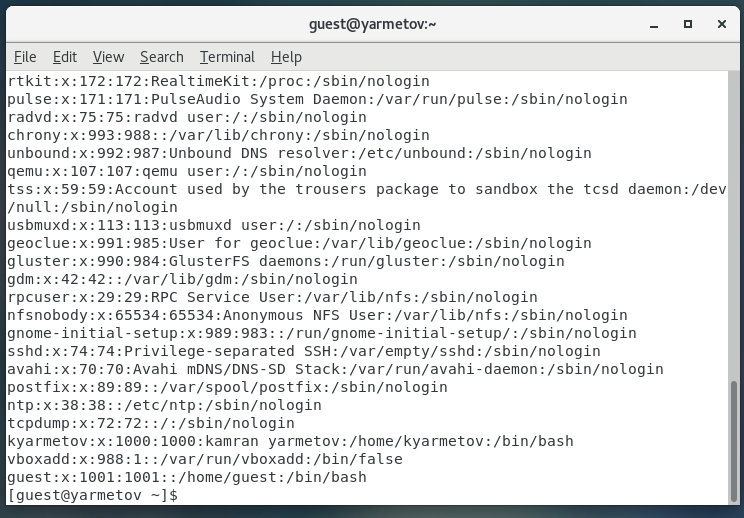 guest@yarmetov:~
File Edit View Search Terminal Help
rtkit:x:172:172:RealtimeKit:/proc:/sbin/nologin
pulse:x:171:171:PulseAudio System Daemon:/var/run/pulse:/sbin/nologin
radvd:x:75:75:radvd user:/:/sbin/nologin
chrony:x:993:988::/var/lib/chrony:/sbin/nologin
unbound:x:992:987:Unbound DNS resolver:/etc/unbound:/sbin/nologin
qemu:x:107:107:qemu user:/:/sbin/nologin
tss:x:59:59:Account used by the trousers package to sandbox the tcsd daemon:/dev
/null:/sbin/nologin
usbmuxd:x:113:113:usbmuxd user:/:/sbin/nologin
geoclue:x:991:985:User for geoclue:/var/lib/geoclue:/sbin/nologin
gluster:x:990:984:GlusterFS daemons:/run/gluster:/sbin/nologin
gdm:x:42:42::/var/lib/gdm:/sbin/nologin
rpcuser:x:29:29:RPC Service User:/var/lib/nfs:/sbin/nologin
nfsnobody:x:65534:65534:Anonymous NFS User:/var/lib/nfs:/sbin/nologin
gnome-initial-setup:x:989:983::/run/gnome-initial-setup/:/sbin/nologin
sshd:x:74:74:Privilege-separated SSH:/var/empty/sshd:/sbin/nologin
avahi:x:70:70:Avahi mDNS/DNS-SD Stack:/var/run/avahi-daemon:/sbin/nologin
postfix:x:89:89::/var/spool/postfix:/sbin/nologin
ntp:x:38:38::/etc/ntp:/sbin/nologin
tcpdump:x:72:72::/:/sbin/nologin
kyarmetov:x:1000:1000:kamran yarmetov:/home/kyarmetov:/bin/bash
vboxadd:x:988:1::/var/run/vboxadd:/bin/false
guest:x:1001:1001::/home/guest:/bin/bash
[guest@yarmetov ~]$